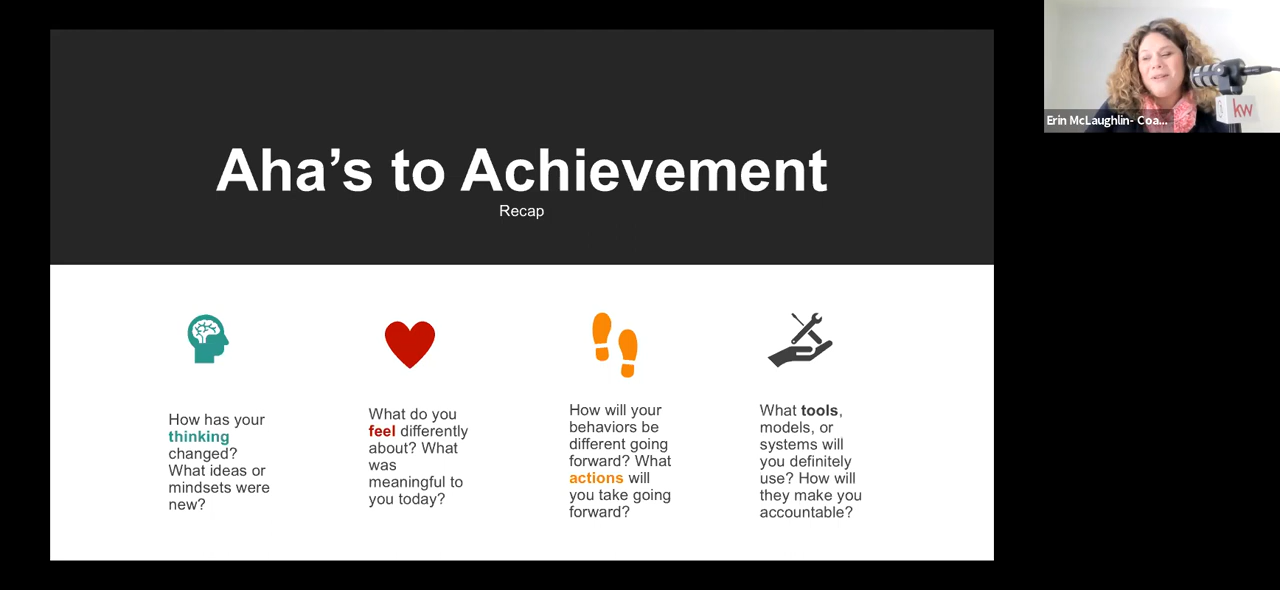 Aha's to Achievement
Recap
How has your
thinking
changed?
What ideas or
mindsets were
new?
What do you
feel differently
about? What
was
meaningful to
you today?
How will your
behaviors be
different going
forward? What
actions will
you take going
forward?
What tools,
models, or
systems will
you definitely
use? How will
they make you
accountable?
kw
Erin McLaughlin- Coa...